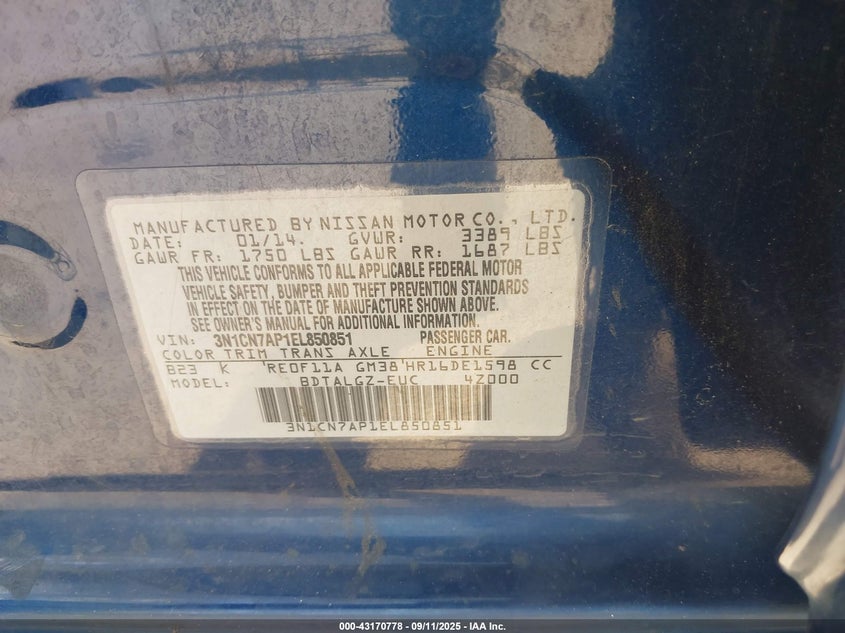 MANUFACTURED BY NISSAN MOTOR CO., LTD.
DATE: 01/14. GVWR: 3389 LBS
GAWR FR: 1750 LBS GAWR RR: 1687 LBS
THIS VEHICLE CONFORMS TO ALL APPLICABLE FEDERAL MOTOR
VEHICLE SAFETY, BUMPER AND THEFT PREVENTION STANDARDS
IN EFFECT ON THE DATE OF MANUFACTURE SHOWN ABOVE.
SEE OWNER'S MANUAL FOR ADDITIONAL INFORMATION.
VIN: 3N1CN7AP1EL850851 PASSENGER CAR.
COLOR TRIM TRANS AXLE ENGINE
B23 K 'RE0F11A GM38'HR16DE1598 CC
MODEL: BDTALGZ-EUC 4Z000
3N1CN7AP1EL850851
000-43170778 - 09/11/2025 - IAA Inc.